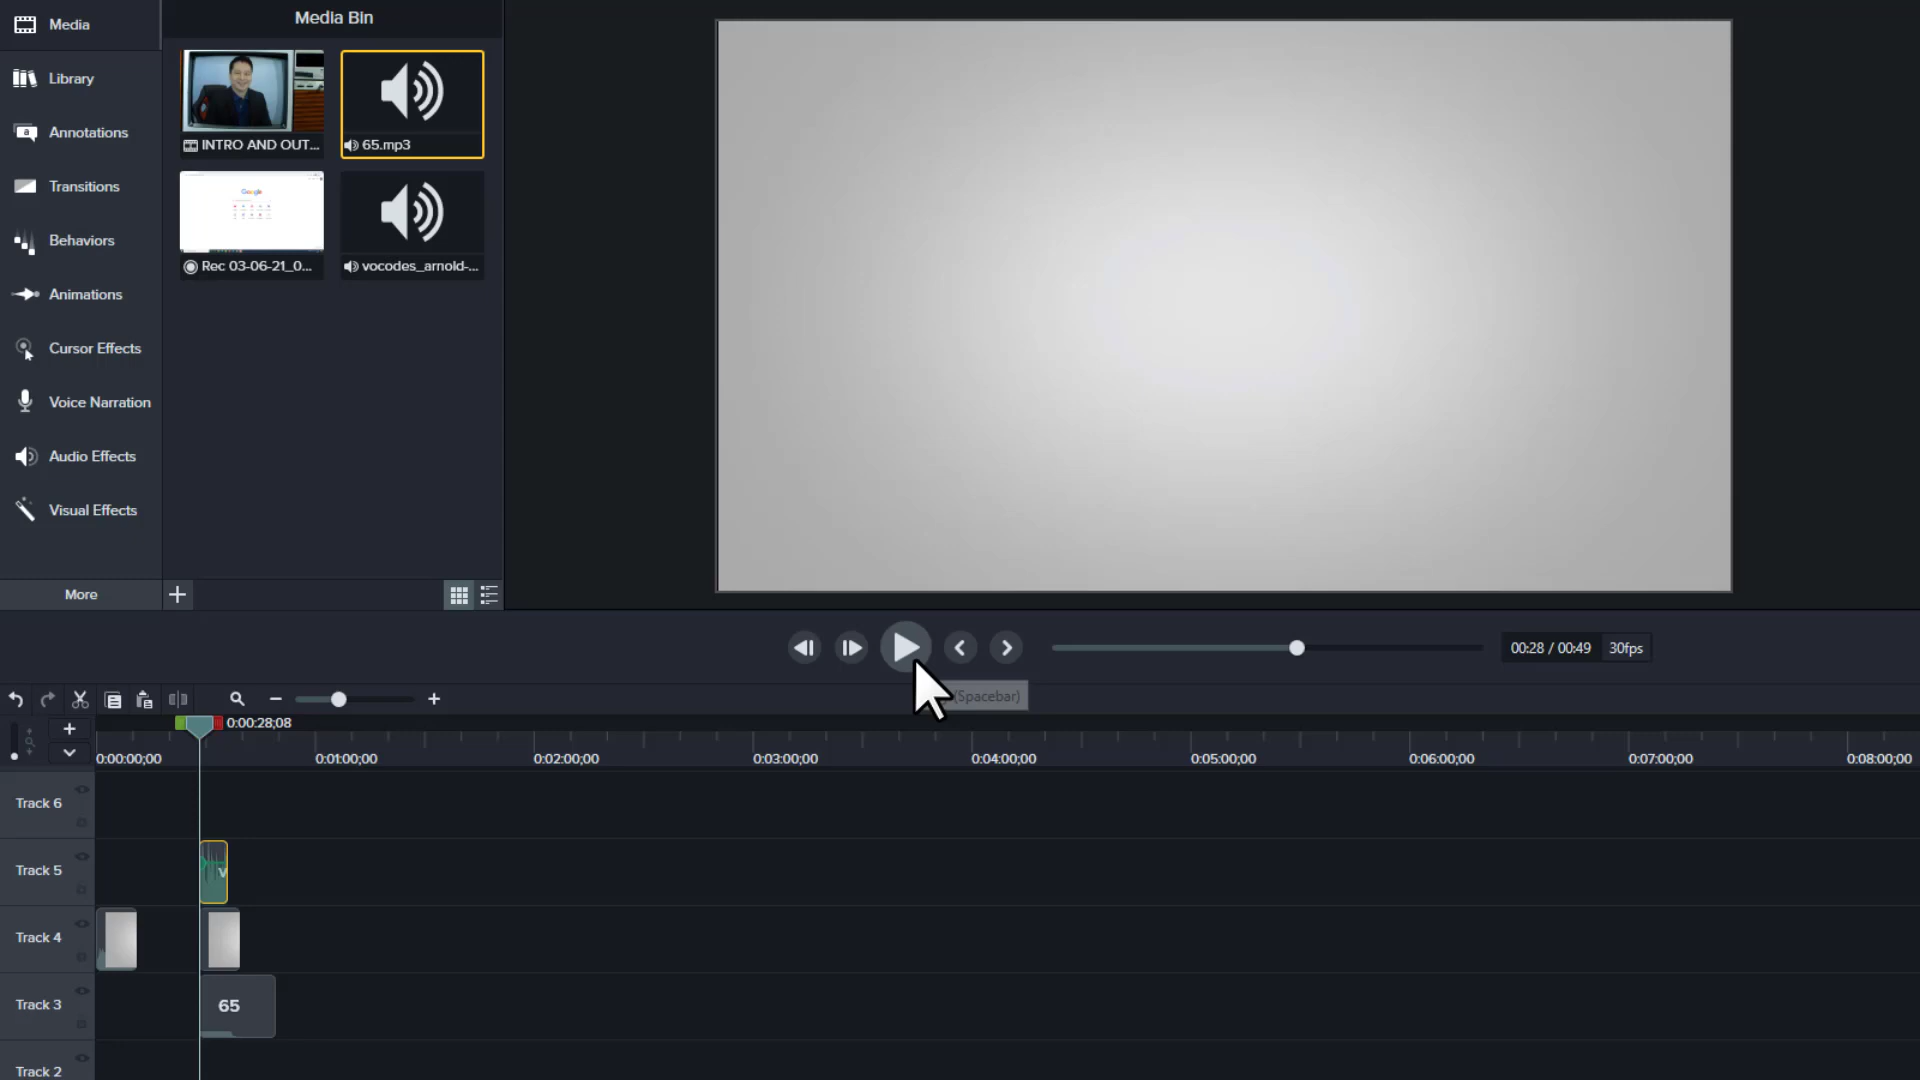 Media
Library
Annotations
Transitions
Behaviors
Animations
Cursor Effects
Voice Narration
Audio Effects
Visual Effects
More
Media Bin
INTRO AND OUT...
65.mp3
Google
Rec 03-06-21_0...
vocodes_arnold-...
00:28 / 00:49
30fps
(Spacebar)
0:00:28;08
0:00:00;00
0:01:00;00
0:02:00;00
0:03:00;00
0:04:00;00
0:05:00;00
0:06:00;00
0:07:00;00
0:08:00;00
Track 6
Track 5
v
Track 4
Track 3
65
Track 2